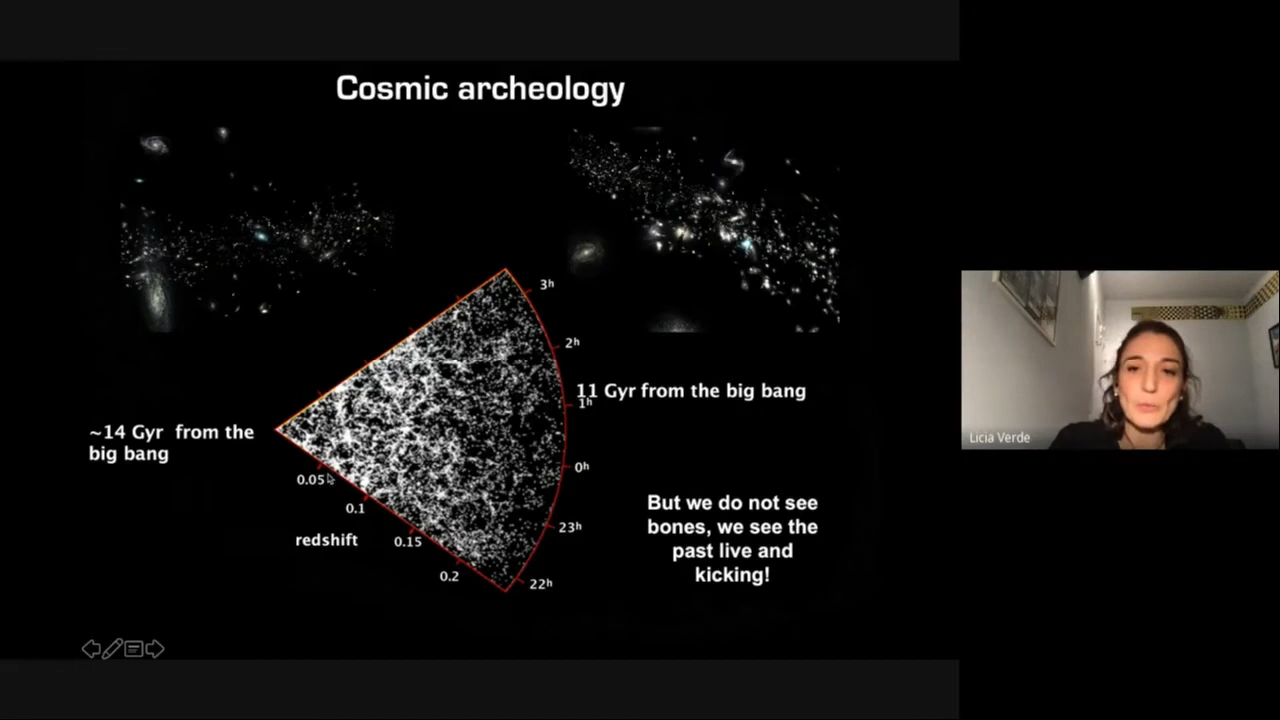 Cosmic archeology
3h
2h
11 Gyr from the big bang
1h
~14 Gyr from the
big bang
0h
0.05
0.1
redshift
0.15
0.2
23h
22h
But we do not see
bones, we see the
past live and
kicking!
Licia Verde